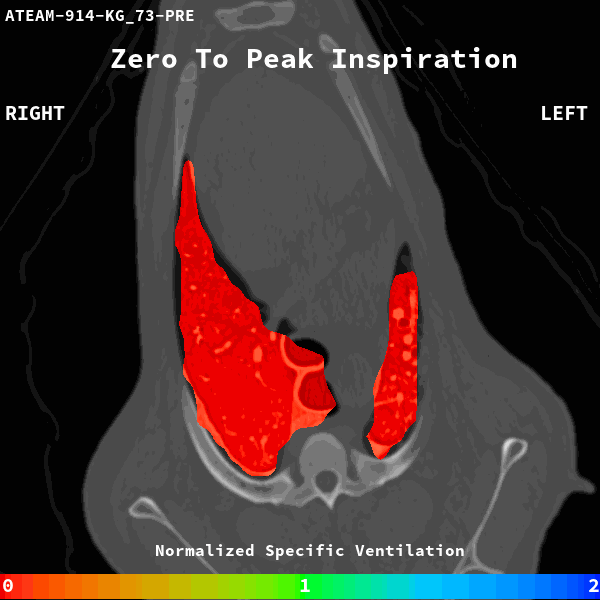 ATEAM-914-KG_73-PRE
Zero To Peak Inspiration
RIGHT
LEFT
Normalized Specific Ventilation
0
1
2